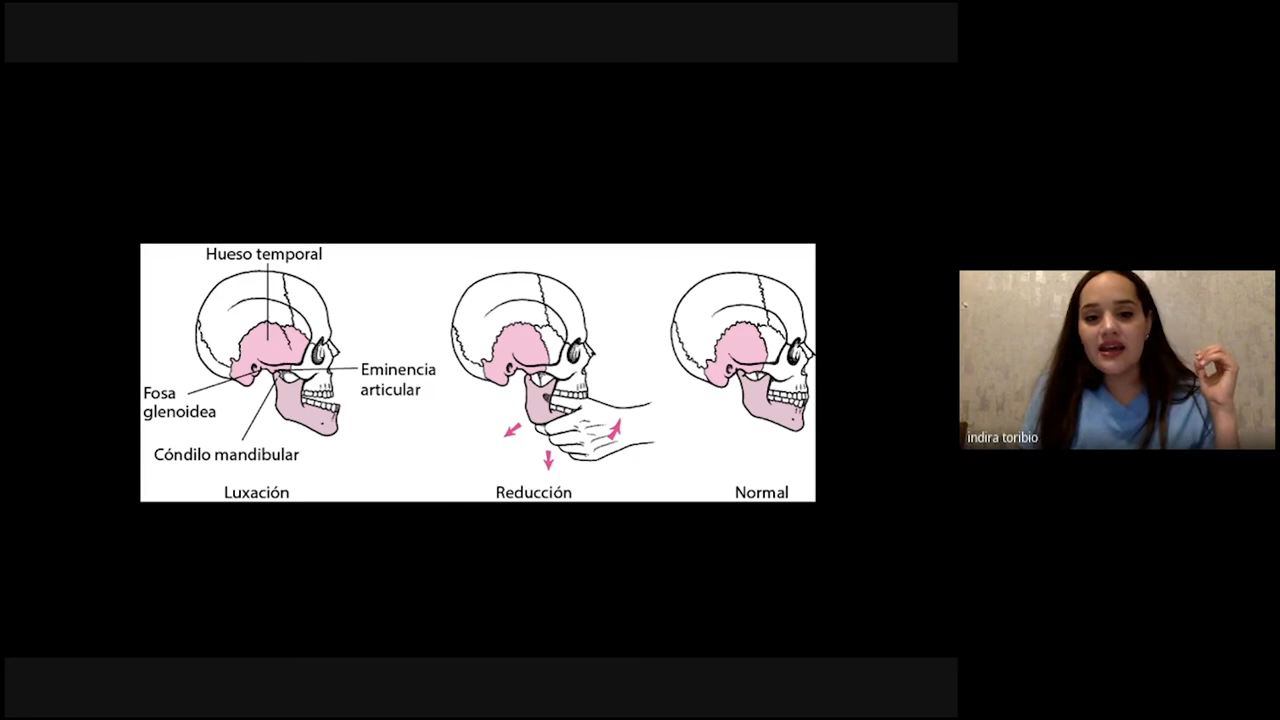 Hueso temporal
Eminencia
articular
Fosa
glenoidea
Cóndilo mandibular
Luxación
Reducción
Normal
indira toribio